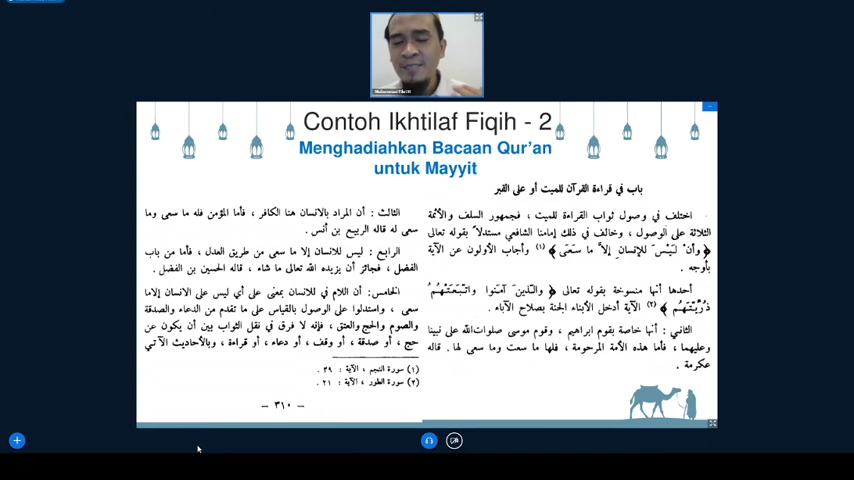 Contoh Ikhtilaf Fiqih - 2
Menghadiahkan Bacaan Qur'an
untuk Mayyit
باب في قراءة القرآن للميت أو على القبر
اختلف في وصول ثواب القراءة للميت ، فجمهور السلف والأئمة
الثلاثة على الوصول ، وخالف في ذلك إمامنا الشافعي مستدلاً بقوله تعالى
﴿ وأنْ لَيْسَ للإنسانِ إلاَّ ما سَعَى ﴾ (١) وأجاب الأولون عن الآية
بأوجه .
أحدها أنها منسوخة بقوله تعالى ﴿ والَّذينَ آمَنوا واتَّبَعَتْهُمْ
ذُرِّيَّتُهُم ﴾ (٢) الآية أدخل الأبناء الجنة بصلاح الآباء .
الثاني : أنها خاصة بقوم ابراهيم ، وقوم موسى صلوات الله على نبينا
وعليهما ، فأما هذه الأمة المرحومة ، فلها ما سعت وما سعى لها . قاله
عكرمة .
الثالث : أن المراد بالانسان هنا الكافر ، فأما المؤمن فله ما سعى وما
سعى له قاله الربيع بن أنس .
الرابع : ليس للانسان إلا ما سعى من طريق العدل ، فأما من باب
الفضل ، فجائز أن يزيده الله تعالى ما شاء ، قاله الحسين بن الفضل .
الخامس : أن اللام في للانسان بمعنى على أي ليس على الانسان إلا ما
سعى ، واستدلوا على الوصول بالقياس على ما تقدم من الدعاء والصدقة
والصوم والحج والعتق ، فإنه لا فرق في نقل الثواب بين أن يكون عن
حج ، أو صدقة ، أو وقف ، أو دعاء ، أو قراءة ، وبالأحاديث الآتي
(١) سورة النجم ، الآية : ٣٩ .
(٢) سورة الطور ، الآية : ٢١ .
— ٣١٠ —